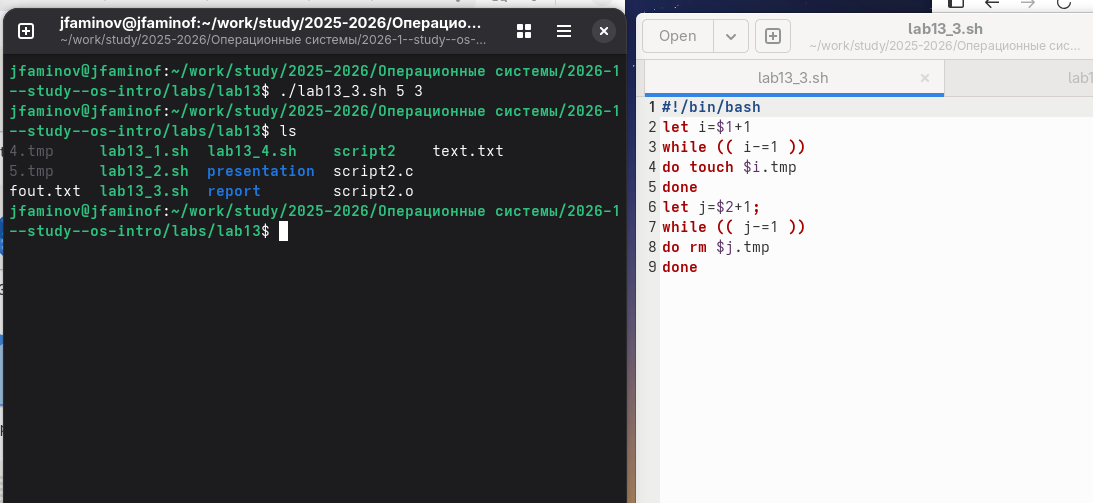 jfaminov@jfaminof:~/work/study/2025-2026/Операцио...
~/work/study/2025-2026/Операционные системы/2026-1--study--os-...
jfaminov@jfaminof:~/work/study/2025-2026/Операционные системы/2026-1
--study--os-intro/labs/lab13$ ./lab13_3.sh 5 3
jfaminov@jfaminof:~/work/study/2025-2026/Операционные системы/2026-1
--study--os-intro/labs/lab13$ ls
4.tmp lab13_1.sh lab13_4.sh script2 text.txt
5.tmp lab13_2.sh presentation script2.c
fout.txt lab13_3.sh report script2.o
jfaminov@jfaminof:~/work/study/2025-2026/Операционные системы/2026-1
--study--os-intro/labs/lab13$
Open
lab13_3.sh
~/work/study/2025-2026/Операционные сис...
lab13_3.sh
lab1
1 #!/bin/bash
2 let i=$1+1
3 while (( i-=1 ))
4 do touch $i.tmp
5 done
6 let j=$2+1;
7 while (( j-=1 ))
8 do rm $j.tmp
9 done